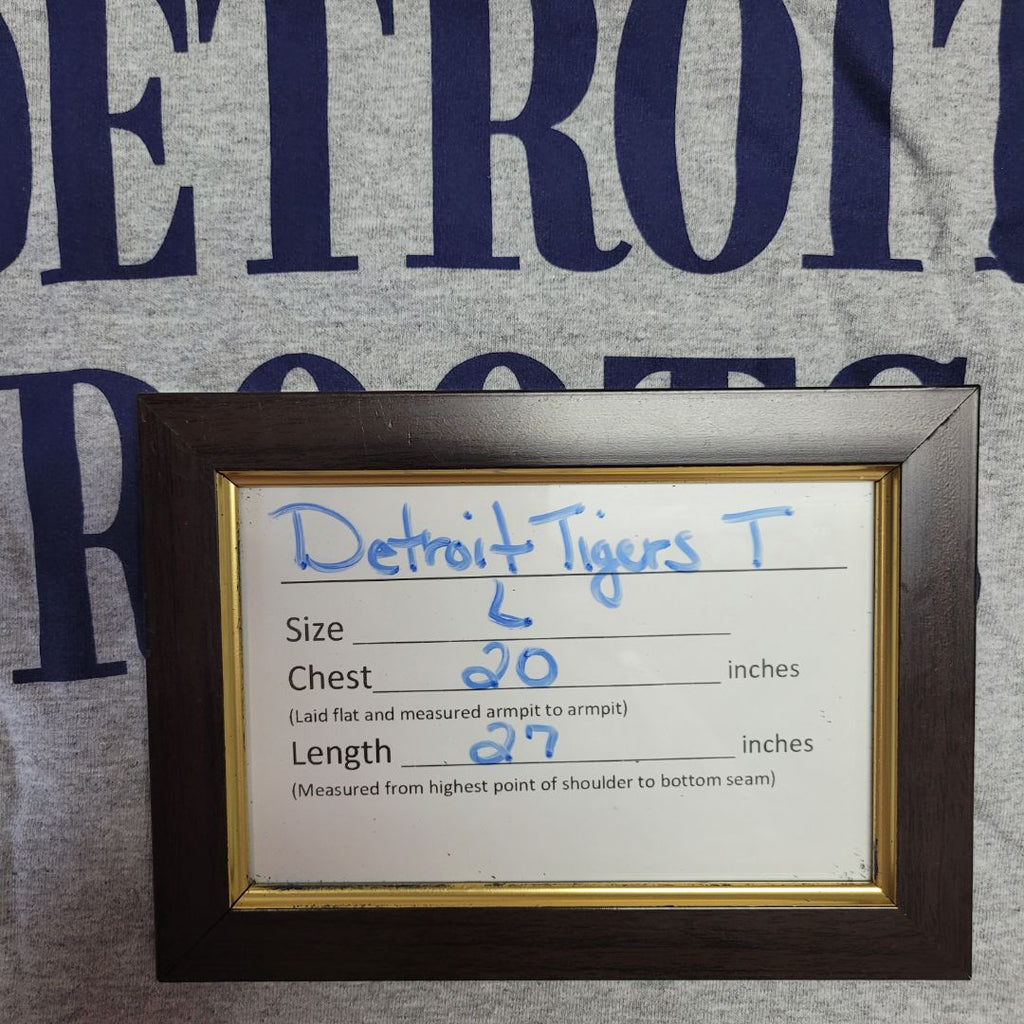 DETROIT
ROOTS
Detroit Tigers T
Size L
Chest 20 inches
(Laid flat and measured armpit to armpit)
Length 27 inches
(Measured from highest point of shoulder to bottom seam)